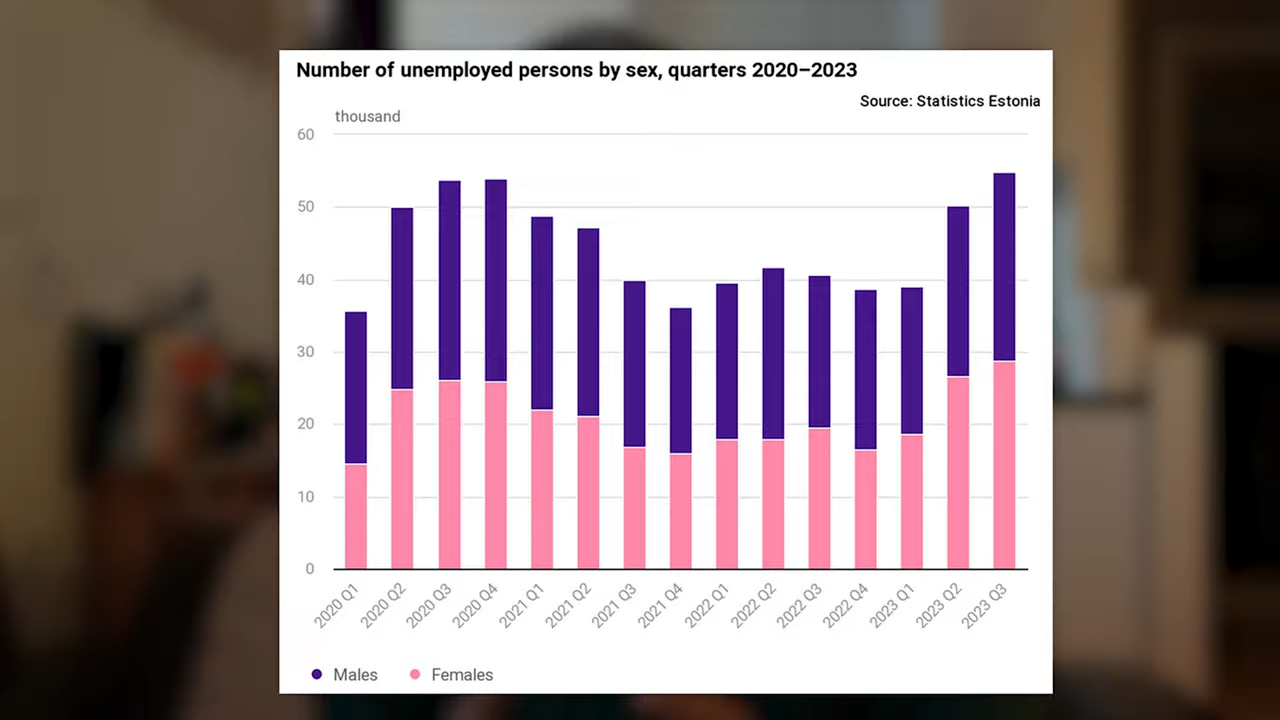 Number of unemployed persons by sex, quarters 2020–2023
Source: Statistics Estonia
thousand
60
50
40
30
20
10
0
2020 Q1
2020 Q2
2020 Q3
2020 Q4
2021 Q1
2021 Q2
2021 Q3
2021 Q4
2022 Q1
2022 Q2
2022 Q3
2022 Q4
2023 Q1
2023 Q2
2023 Q3
Males
Females